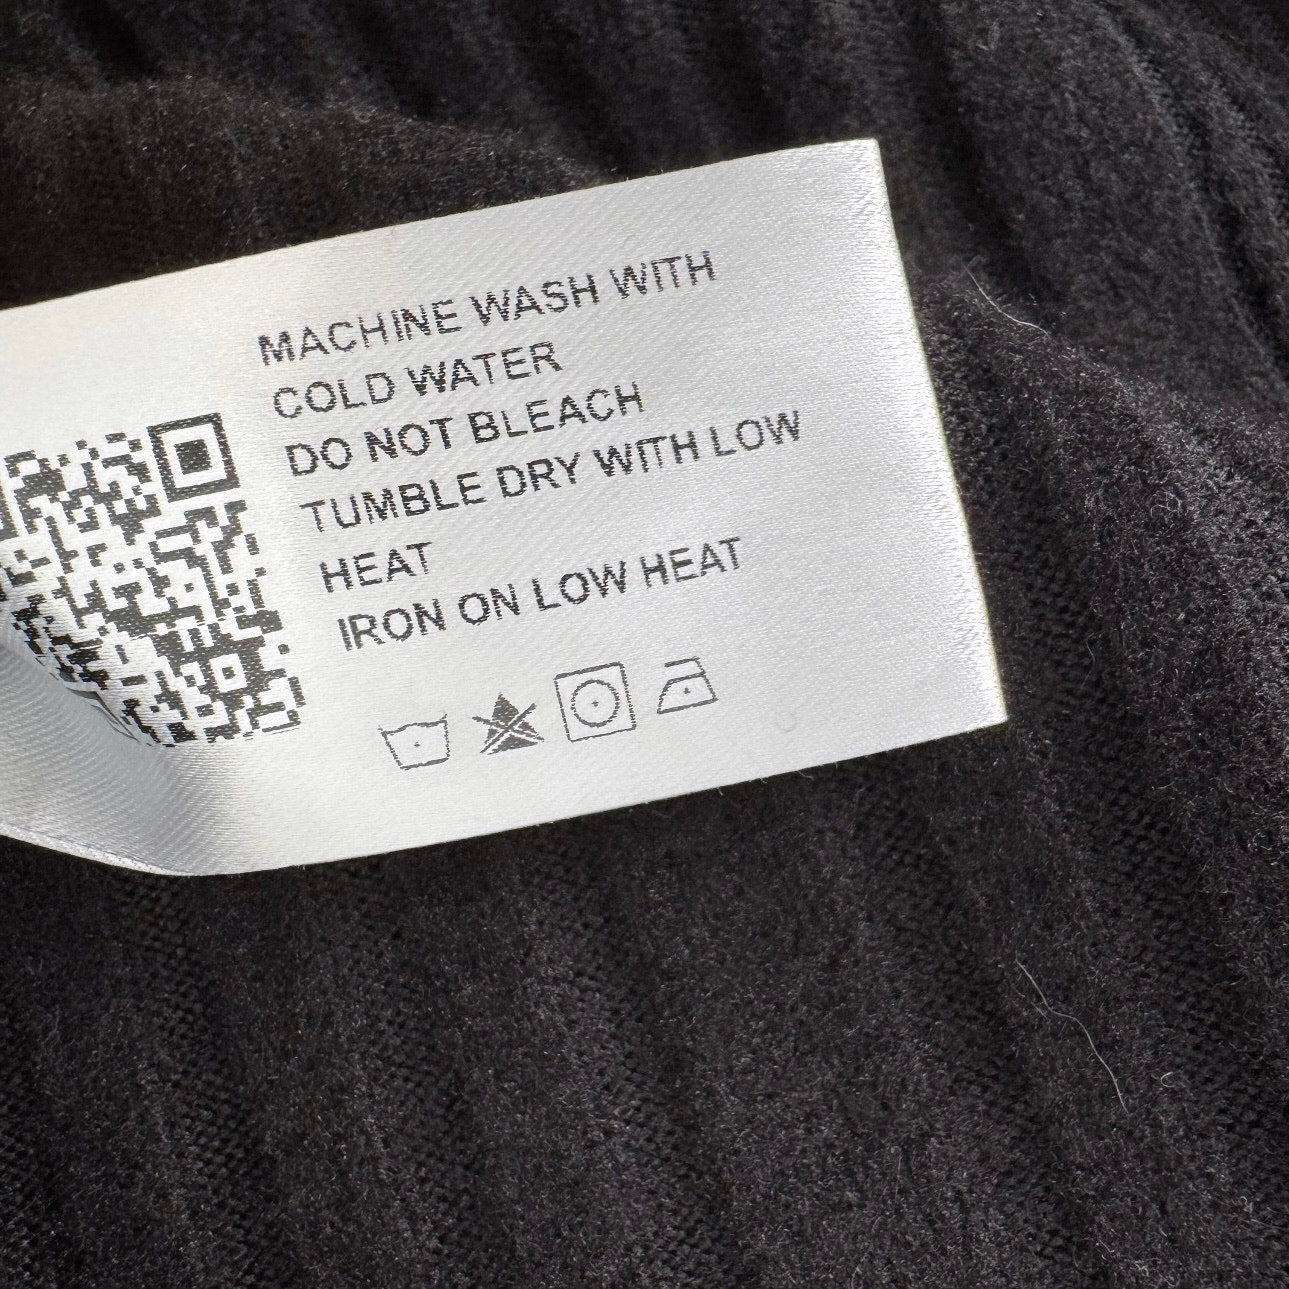 MACHINE WASH WITH
COLD WATER
DO NOT BLEACH
TUMBLE DRY WITH LOW
HEAT
IRON ON LOW HEAT